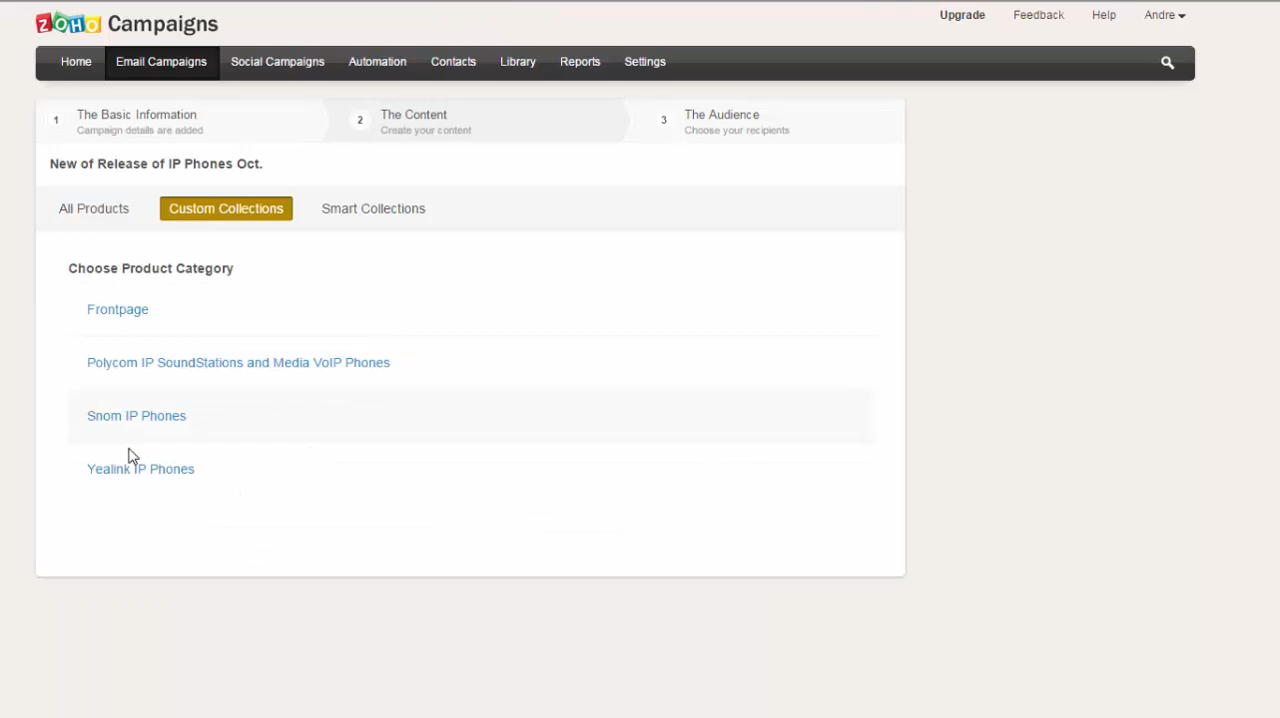 ZOHO Campaigns
Upgrade Feedback Help Andre
Home Email Campaigns Social Campaigns Automation Contacts Library Reports Settings
1 The Basic Information
Campaign details are added
2 The Content
Create your content
3 The Audience
Choose your recipients
New of Release of IP Phones Oct.
All Products Custom Collections Smart Collections
Choose Product Category
Frontpage
Polycom IP SoundStations and Media VoIP Phones
Snom IP Phones
Yealink IP Phones